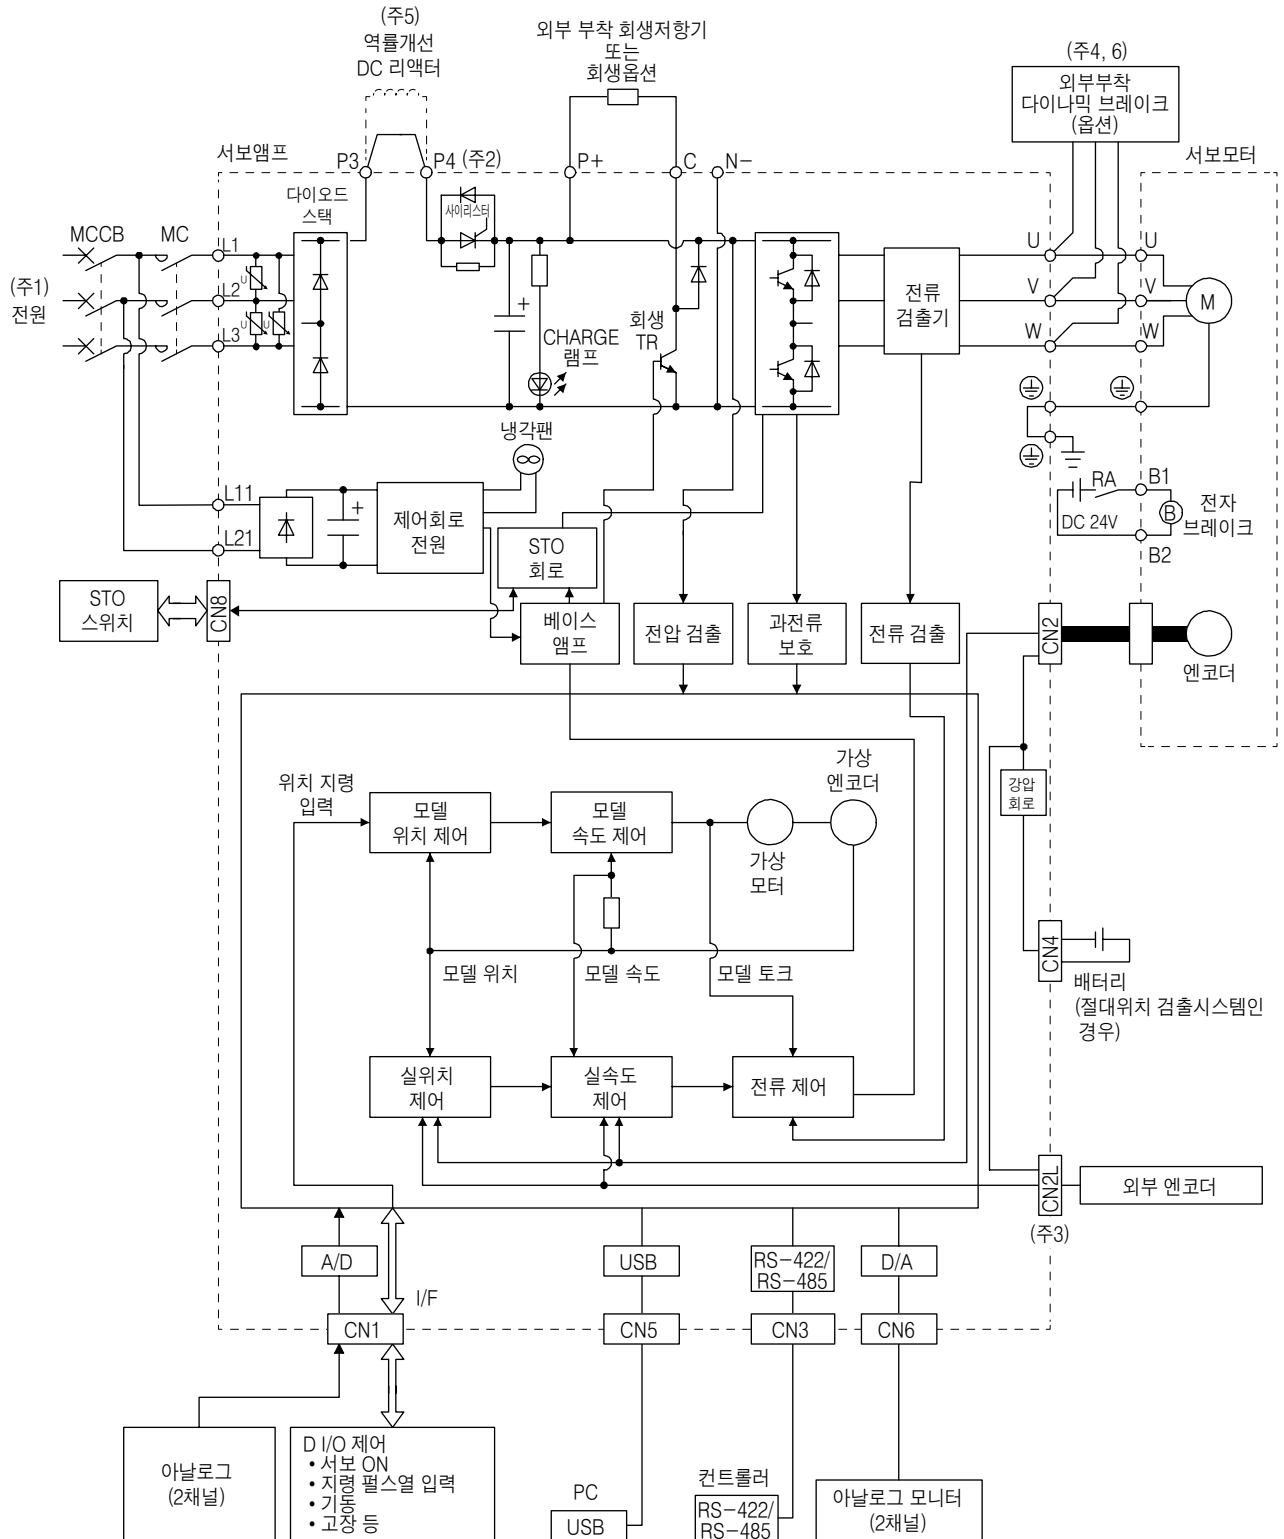 (주5)
역률개선
DC 리액터
외부 부착 회생저항기
또는
회생옵션
(주4, 6)
외부부착
다이나믹 브레이크
(옵션)
서보앰프
P3
P4 (주2)
P+
C
N-
서보모터
다이오드
스택
사이리스터
MCCB
MC
L1
L2
L3
U
U
U
(주1)
전원
+
CHARGE
램프
회생
TR
전류
검출기
U
V
W
U
V
W
M
냉각팬
L11
L21
+
제어회로
전원
STO
회로
RA
DC 24V
B1
B
B2
전자
브레이크
STO
스위치
CN8
베이스
앰프
전압 검출
과전류
보호
전류 검출
CN2
엔코더
위치 지령
입력
모델
위치 제어
모델
속도 제어
가상
엔코더
가상
모터
강압
회로
모델 위치
모델 속도
모델 토크
CN4
배터리
(절대위치 검출시스템인
경우)
실위치
제어
실속도
제어
전류 제어
CN2L
외부 엔코더
(주3)
A/D
I/F
USB
RS-422/
RS-485
D/A
CN1
CN5
CN3
CN6
아날로그
(2채널)
D I/O 제어
• 서보 ON
• 지령 펄스열 입력
• 기동
• 고장 등
PC
USB
컨트롤러
RS-422/
RS-485
아날로그 모니터
(2채널)